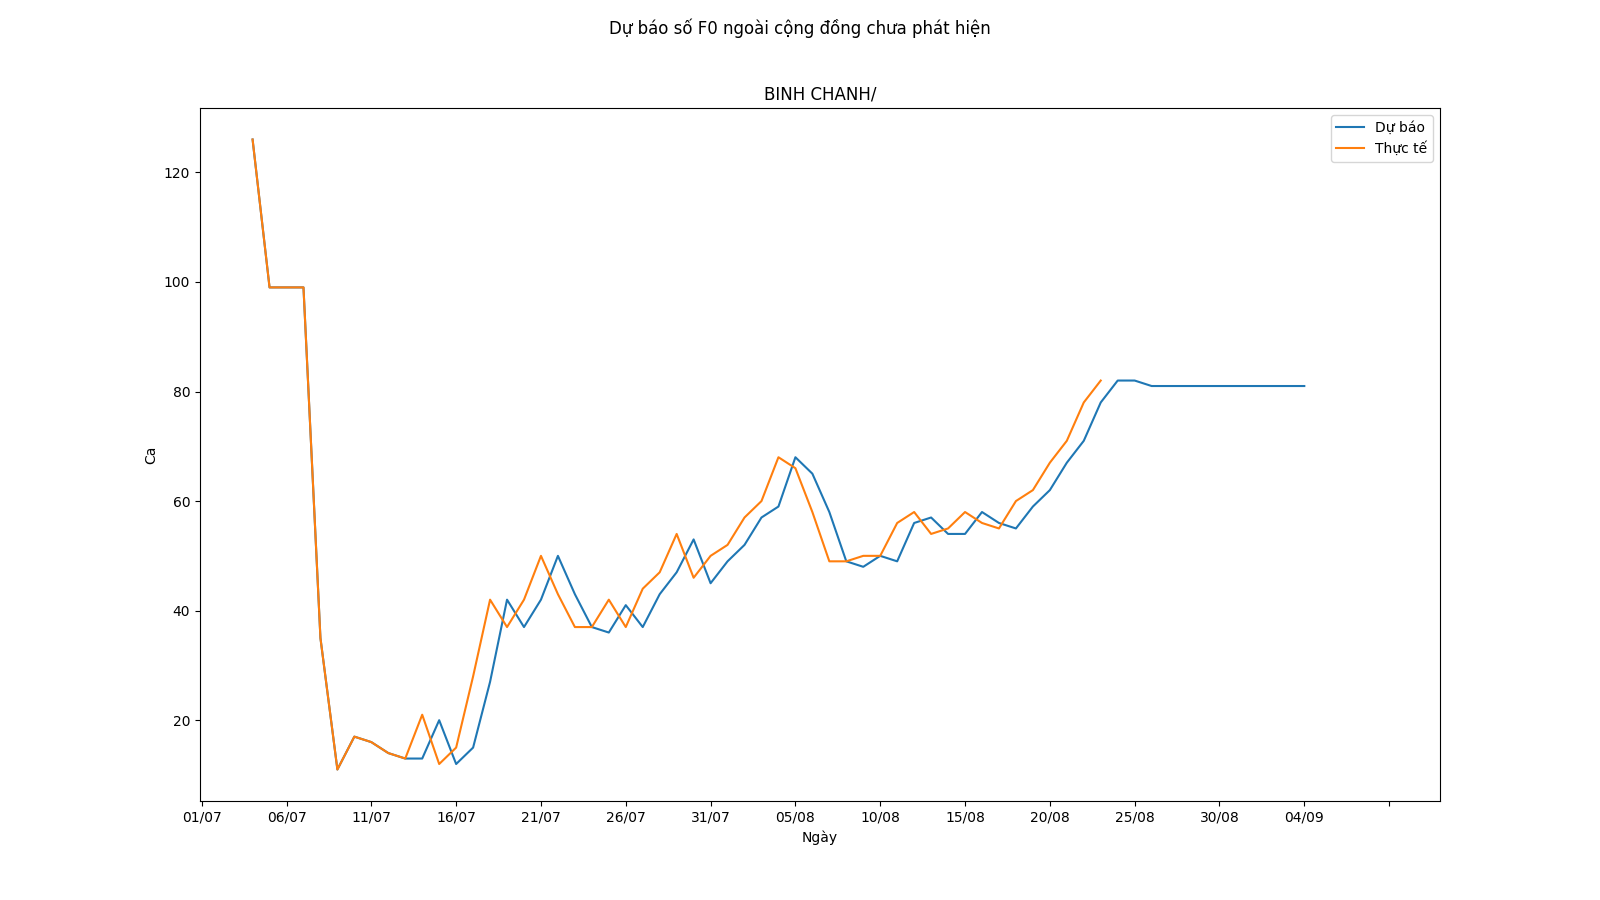 Dự báo số F0 ngoài cộng đồng chưa phát hiện
BINH CHANH/
Dự báo
Thực tế
120
100
80
60
40
20
Ca
01/07 06/07 11/07 16/07 21/07 26/07 31/07 05/08 10/08 15/08 20/08 25/08 30/08 04/09
Ngày